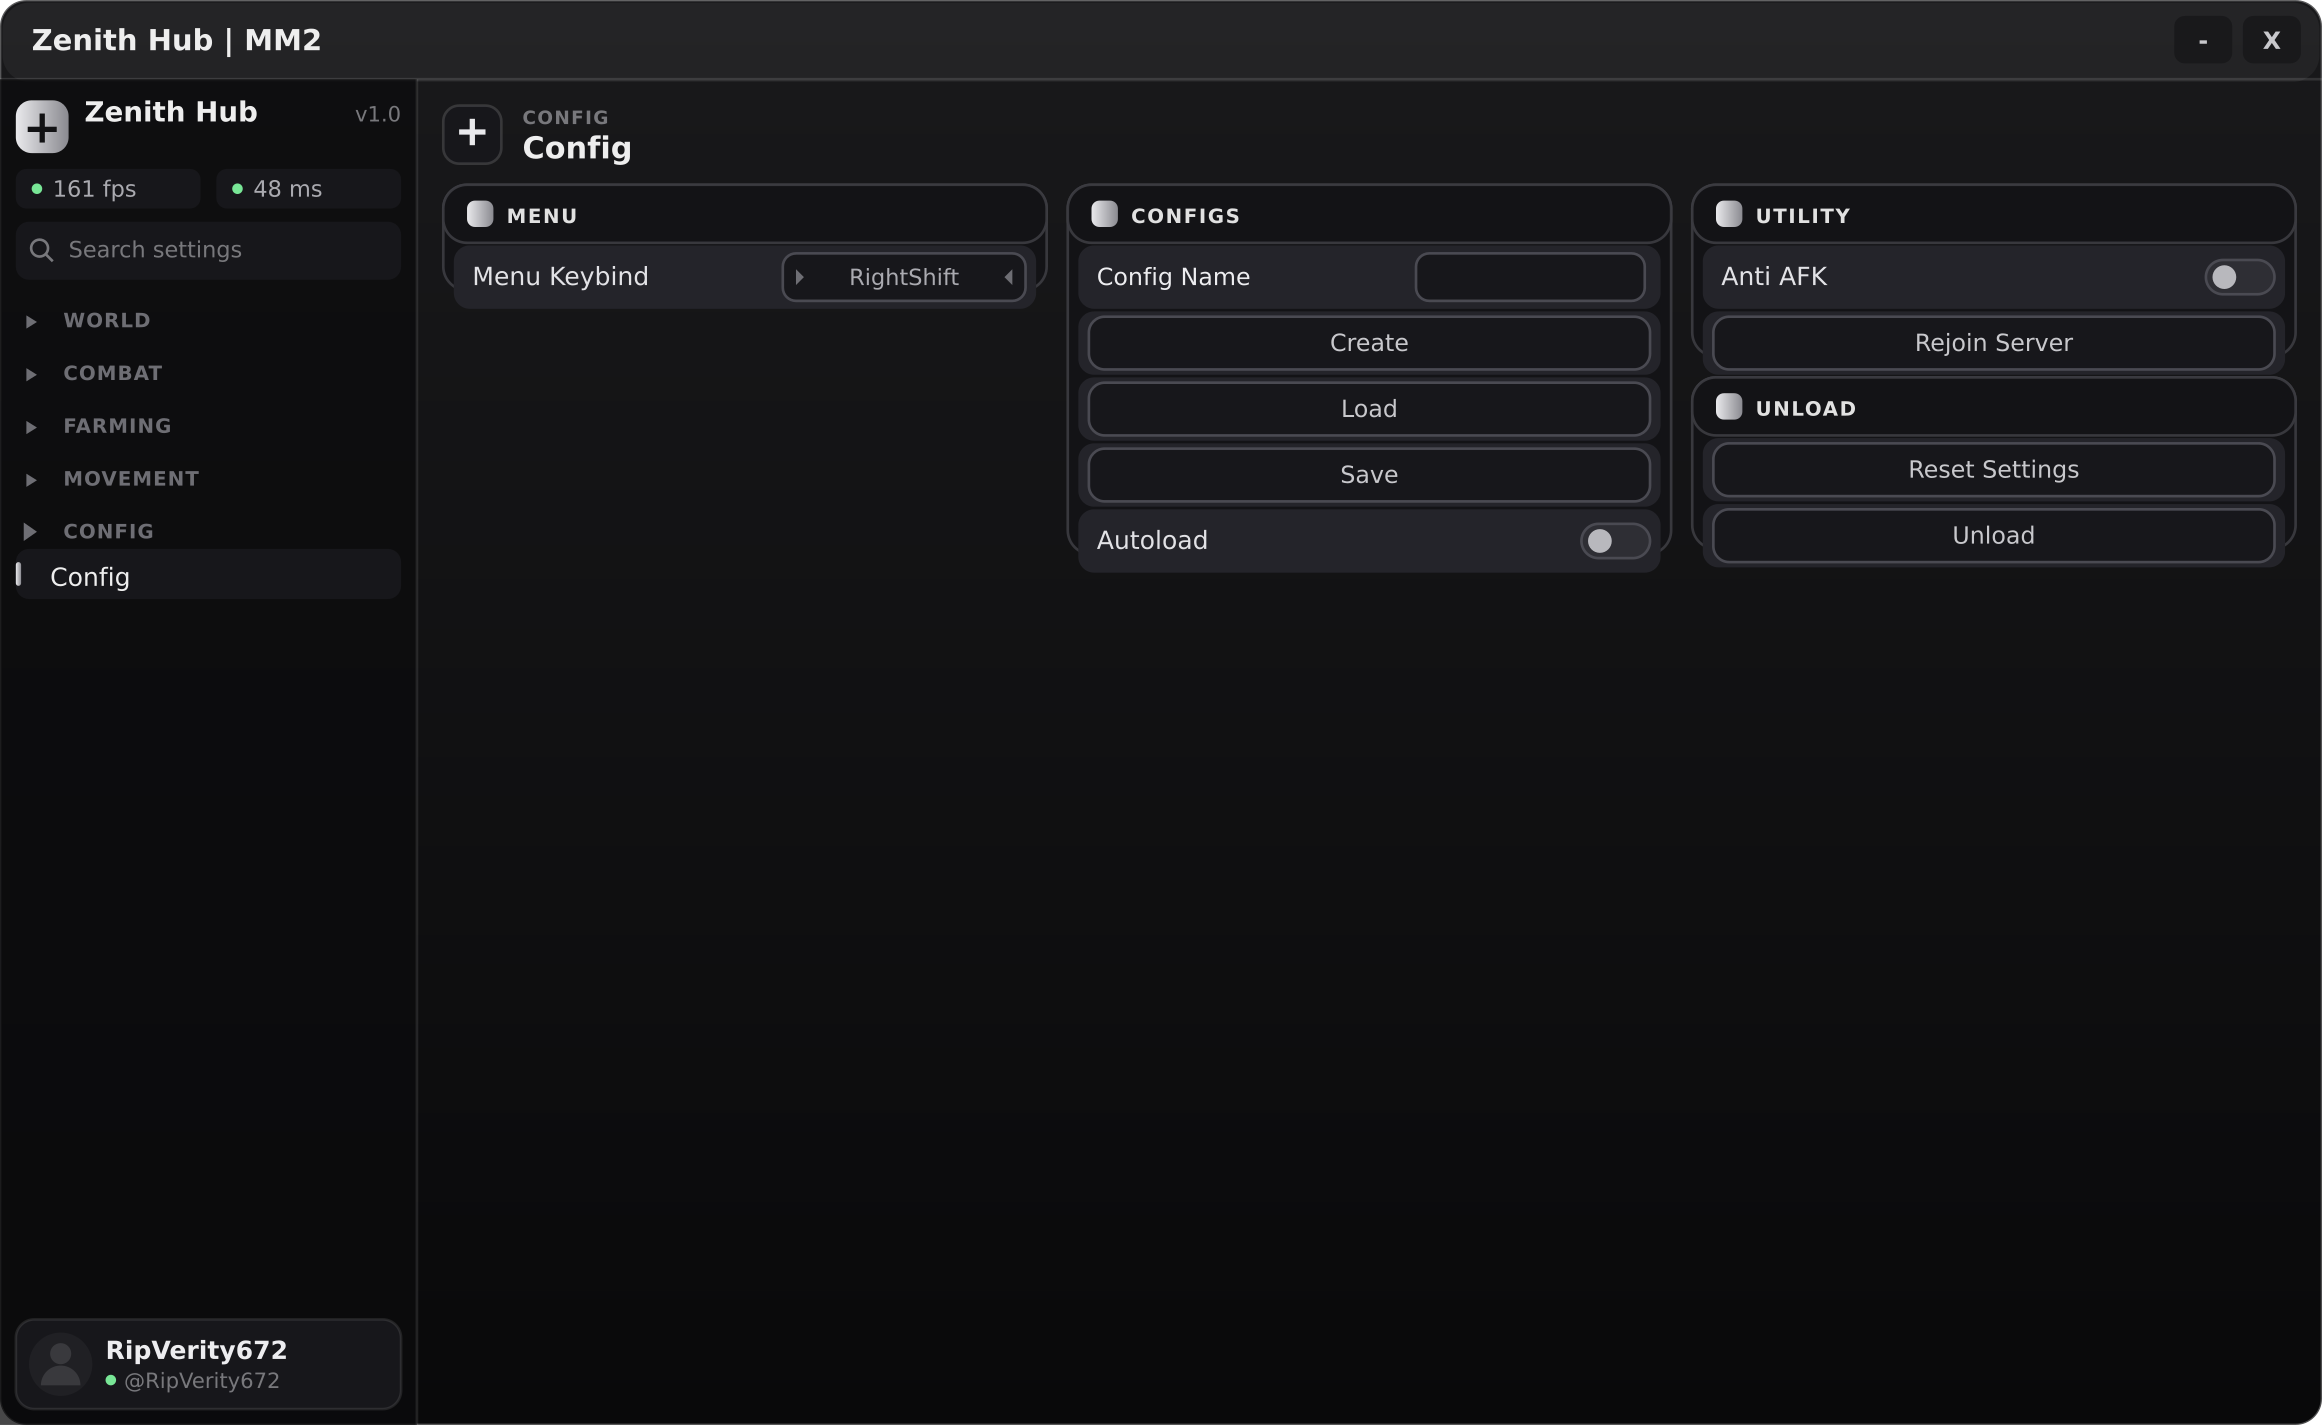 Zenith Hub | MM2
- X
Zenith Hub v1.0
161 fps 48 ms
Search settings
WORLD
COMBAT
FARMING
MOVEMENT
CONFIG
Config
RipVerity672
@RipVerity672
CONFIG
Config
MENU
Menu Keybind RightShift
CONFIGS
Config Name
Create
Load
Save
Autoload
UTILITY
Anti AFK
Rejoin Server
UNLOAD
Reset Settings
Unload